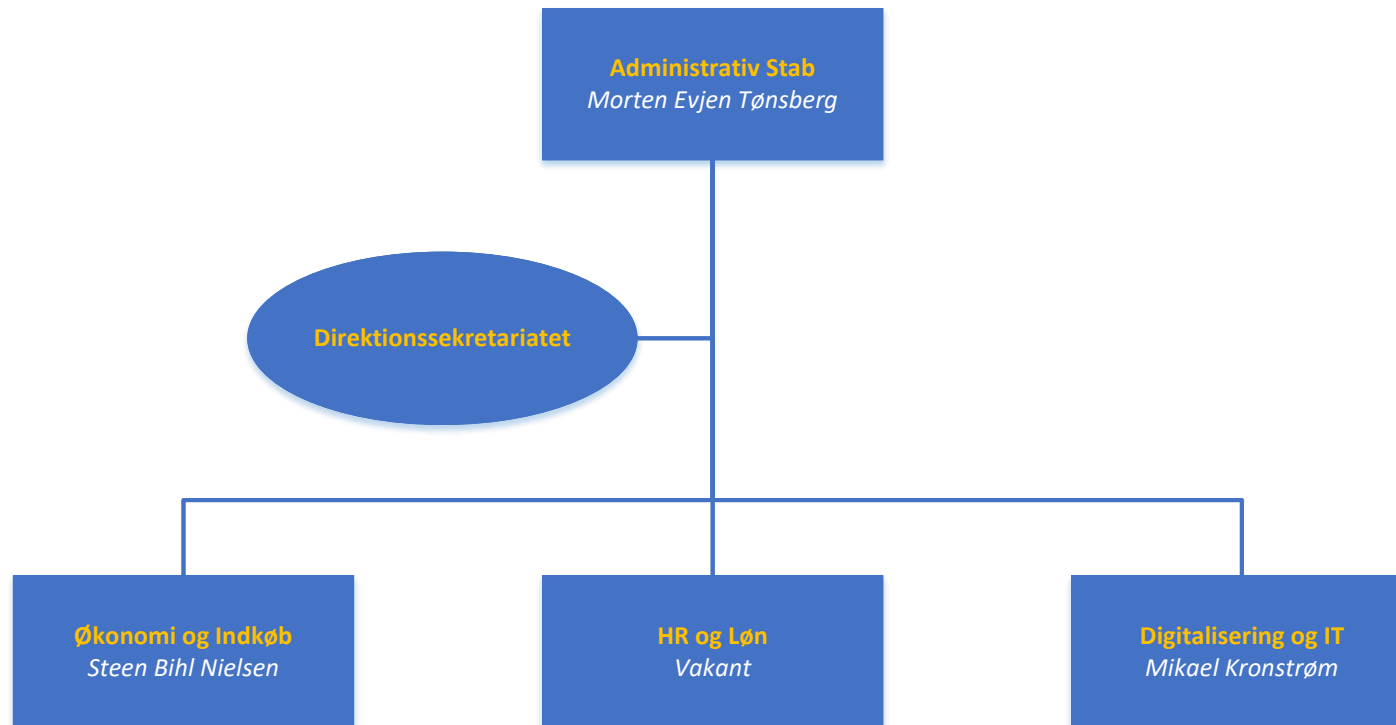 Administrativ Stab
Morten Evjen Tønsberg
Direktionssekretariatet
Økonomi og Indkøb
Steen Bihl Nielsen
HR og Løn
Vakant
Digitalisering og IT
Mikael Kronstrøm